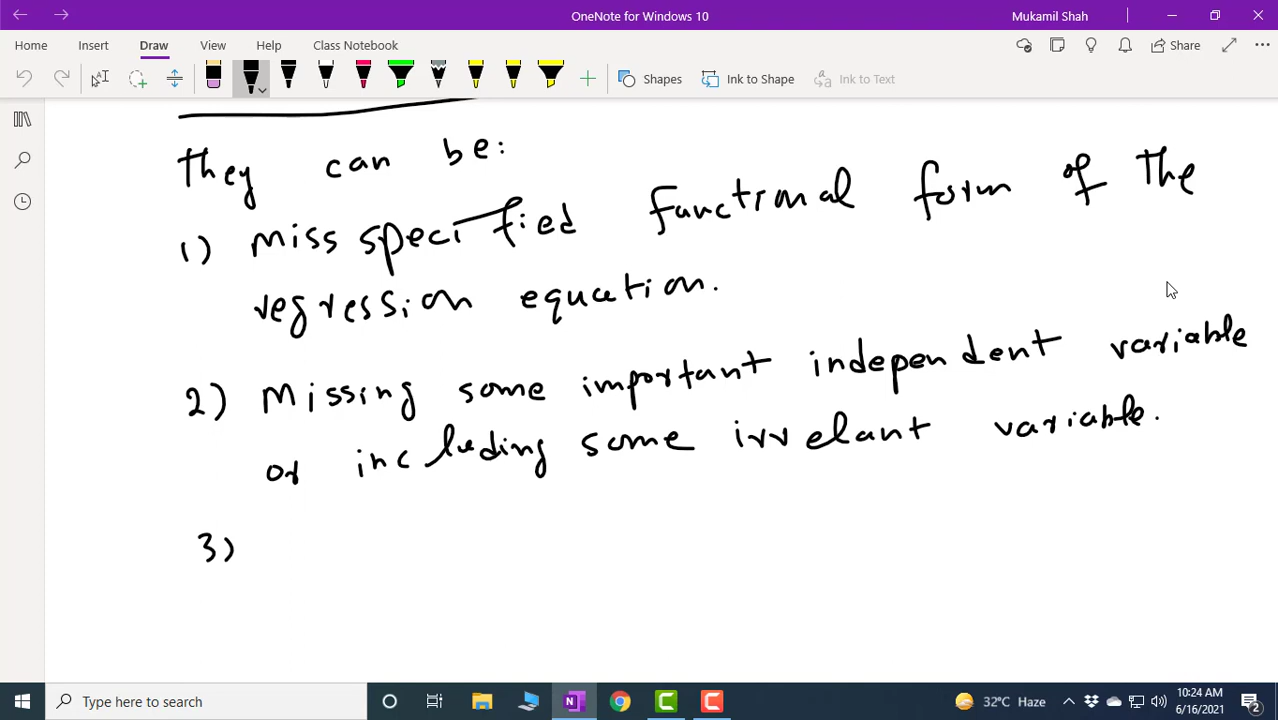 OneNote for Windows 10
Mukamil Shah
Home Insert Draw View Help Class Notebook
Share
Shapes Ink to Shape Ink to Text
They can be:
1) Miss specified functional form of the
regression equation.
2) Missing some important independent variable
or including some irrelant variable.
3)
Type here to search
32°C Haze
10:24 AM
6/16/2021
2